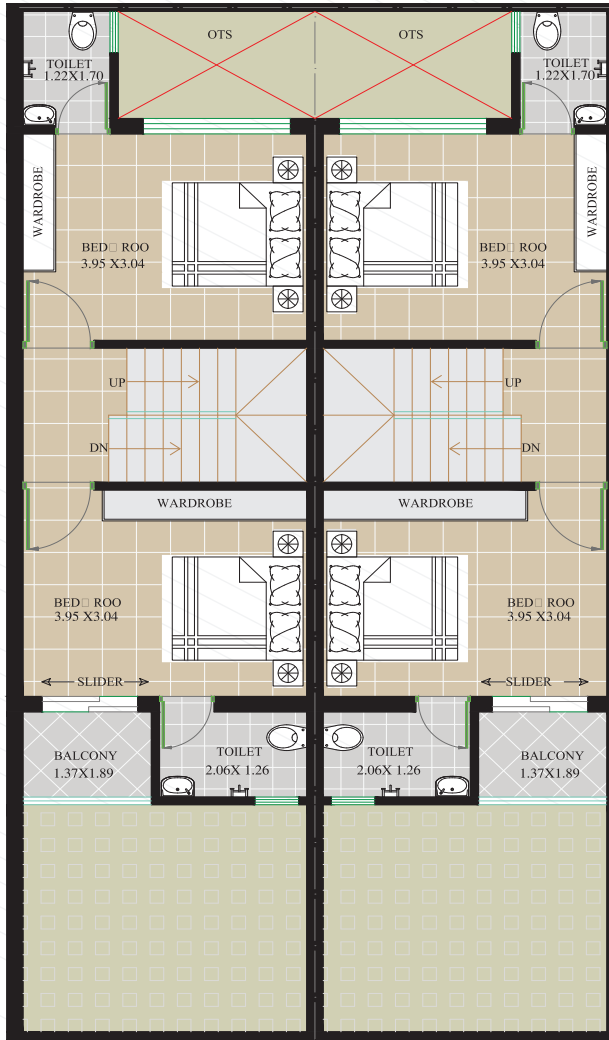 OTS OTS
TOILET
1.22X1.70
TOILET
1.22X1.70
WARDROBE
WARDROBE
BED□ ROO
3.95 X3.04
BED□ ROO
3.95 X3.04
UP
UP
DN
DN
WARDROBE
WARDROBE
BED□ ROO
3.95 X3.04
BED□ ROO
3.95 X3.04
SLIDER
SLIDER
BALCONY
1.37X1.89
TOILET
2.06X 1.26
TOILET
2.06X 1.26
BALCONY
1.37X1.89